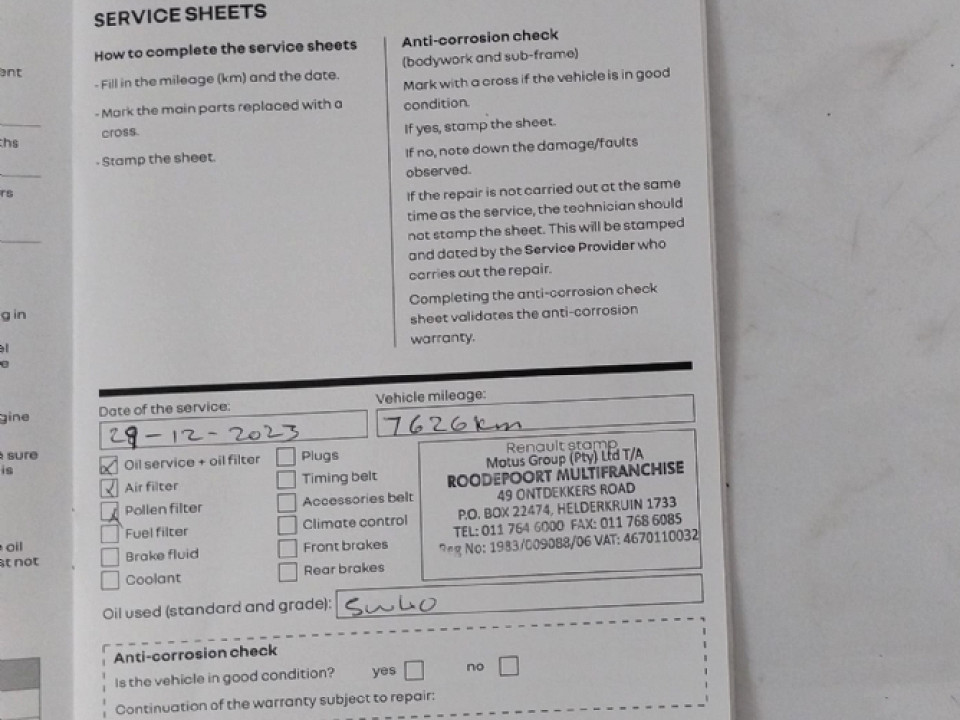 SERVICE SHEETS
How to complete the service sheets
- Fill in the mileage (km) and the date.
- Mark the main parts replaced with a
cross.
- Stamp the sheet.
Anti-corrosion check
(bodywork and sub-frame)
Mark with a cross if the vehicle is in good
condition.
If yes, stamp the sheet.
If no, note down the damage/faults
observed.
If the repair is not carried out at the same
time as the service, the technician should
not stamp the sheet. This will be stamped
and dated by the Service Provider who
carries out the repair.
Completing the anti-corrosion check
sheet validates the anti-corrosion
warranty.
Date of the service:
29-12-2023
Vehicle mileage:
7626km
Oil service + oil filter
Air filter
Pollen filter
Fuel filter
Brake fluid
Coolant
Plugs
Timing belt
Accessories belt
Climate control
Front brakes
Rear brakes
Renault stamp
Motus Group (Pty) Ltd T/A
ROODEPOORT MULTIFRANCHISE
49 ONTDEKKERS ROAD
P.O. BOX 22474, HELDERKRUIN 1733
TEL: 011 764 6000 FAX: 011 768 6085
Reg No: 1983/009088/06 VAT: 4670110032
Oil used (standard and grade):
5w40
Anti-corrosion check
Is the vehicle in good condition? yes no
Continuation of the warranty subject to repair: